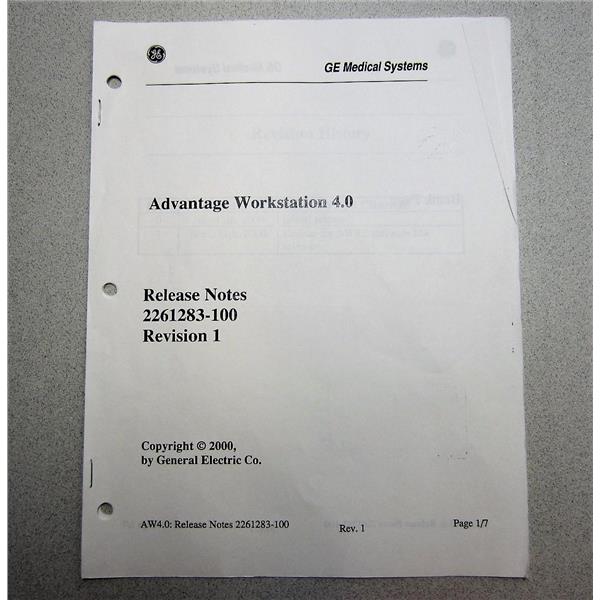 GE Medical Systems
Advantage Workstation 4.0
Release Notes
2261283-100
Revision 1
Copyright © 2000,
by General Electric Co.
AW4.0: Release Notes 2261283-100
Rev. 1
Page 1/7